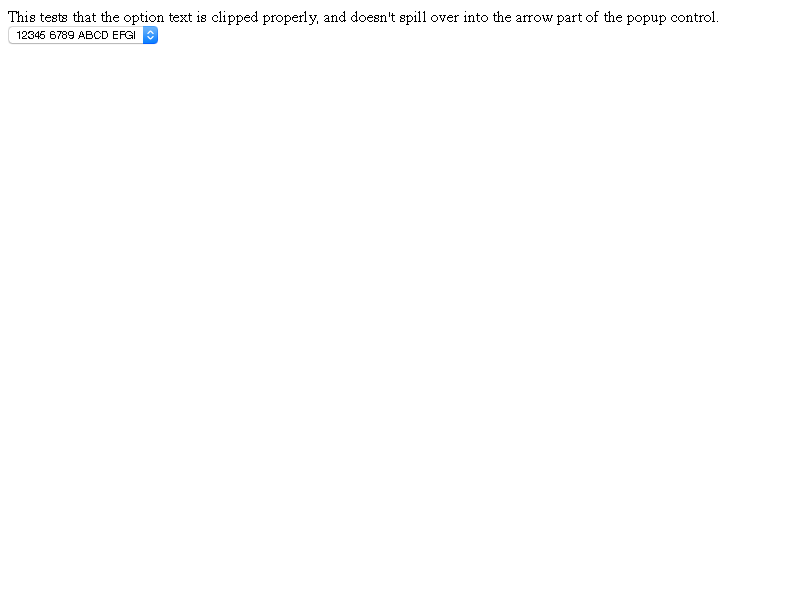 This tests that the option text is clipped properly, and doesn't spill over into the arrow part of the popup control.
12345 6789 ABCD EFG